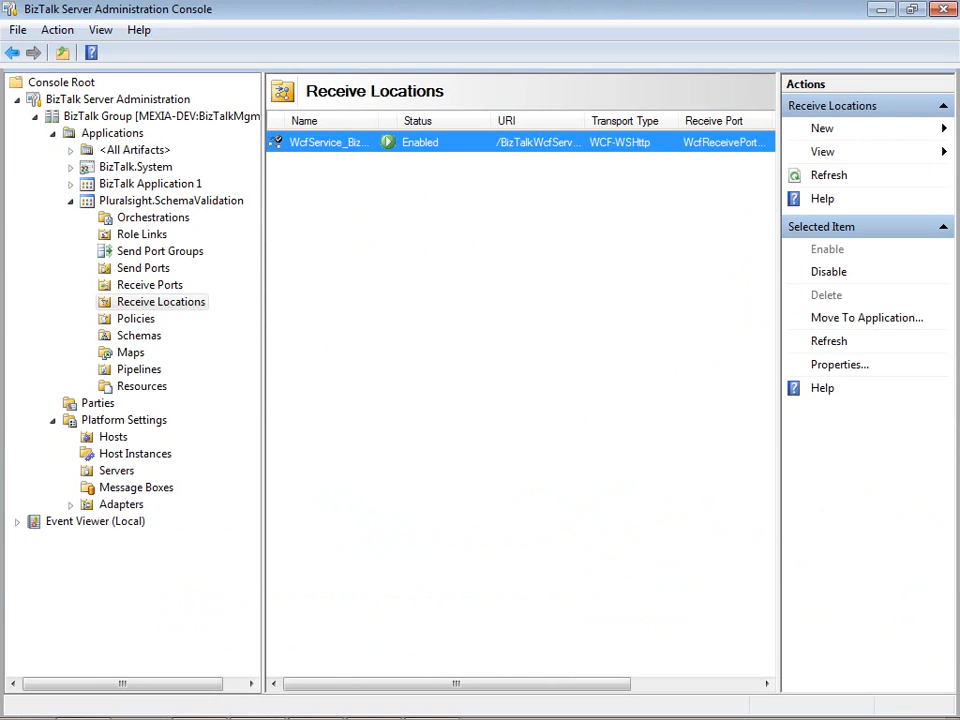 BizTalk Server Administration Console
File Action View Help
Console Root
BizTalk Server Administration
BizTalk Group [MEXIA-DEV:BizTalkMgm
Applications
<All Artifacts>
BizTalk.System
BizTalk Application 1
Pluralsight.SchemaValidation
Orchestrations
Role Links
Send Port Groups
Send Ports
Receive Ports
Receive Locations
Policies
Schemas
Maps
Pipelines
Resources
Parties
Platform Settings
Hosts
Host Instances
Servers
Message Boxes
Adapters
Event Viewer (Local)
Receive Locations
Name Status URI Transport Type Receive Port
WcfService_Biz... Enabled /BizTalkWcfServ... WCF-WSHttp WcfReceivePort...
Actions
Receive Locations
New
View
Refresh
Help
Selected Item
Enable
Disable
Delete
Move To Application...
Refresh
Properties...
Help